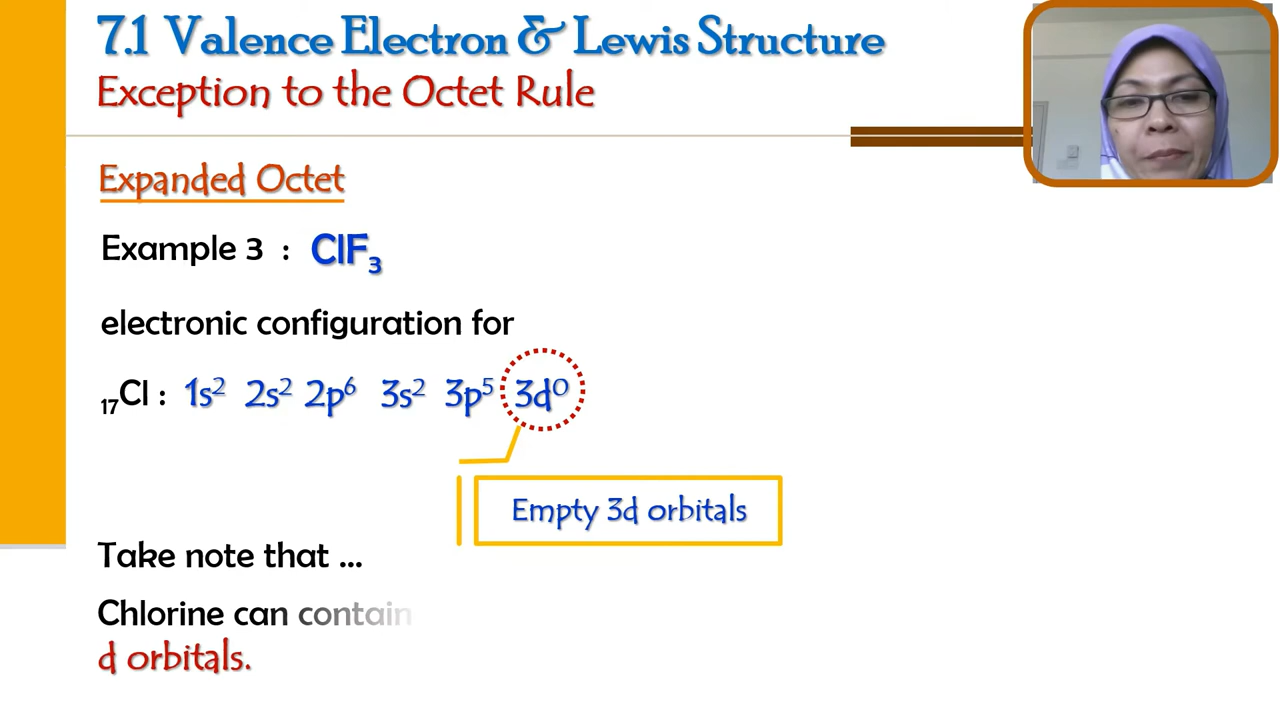 7.1 Valence Electron & Lewis Structure
Exception to the Octet Rule
Expanded Octet
Example 3 : ClF₃
electronic configuration for
₁₇Cl : 1s² 2s² 2p⁶ 3s² 3p⁵ 3d⁰
Empty 3d orbitals
Take note that ...
Chlorine can contain
d orbitals.